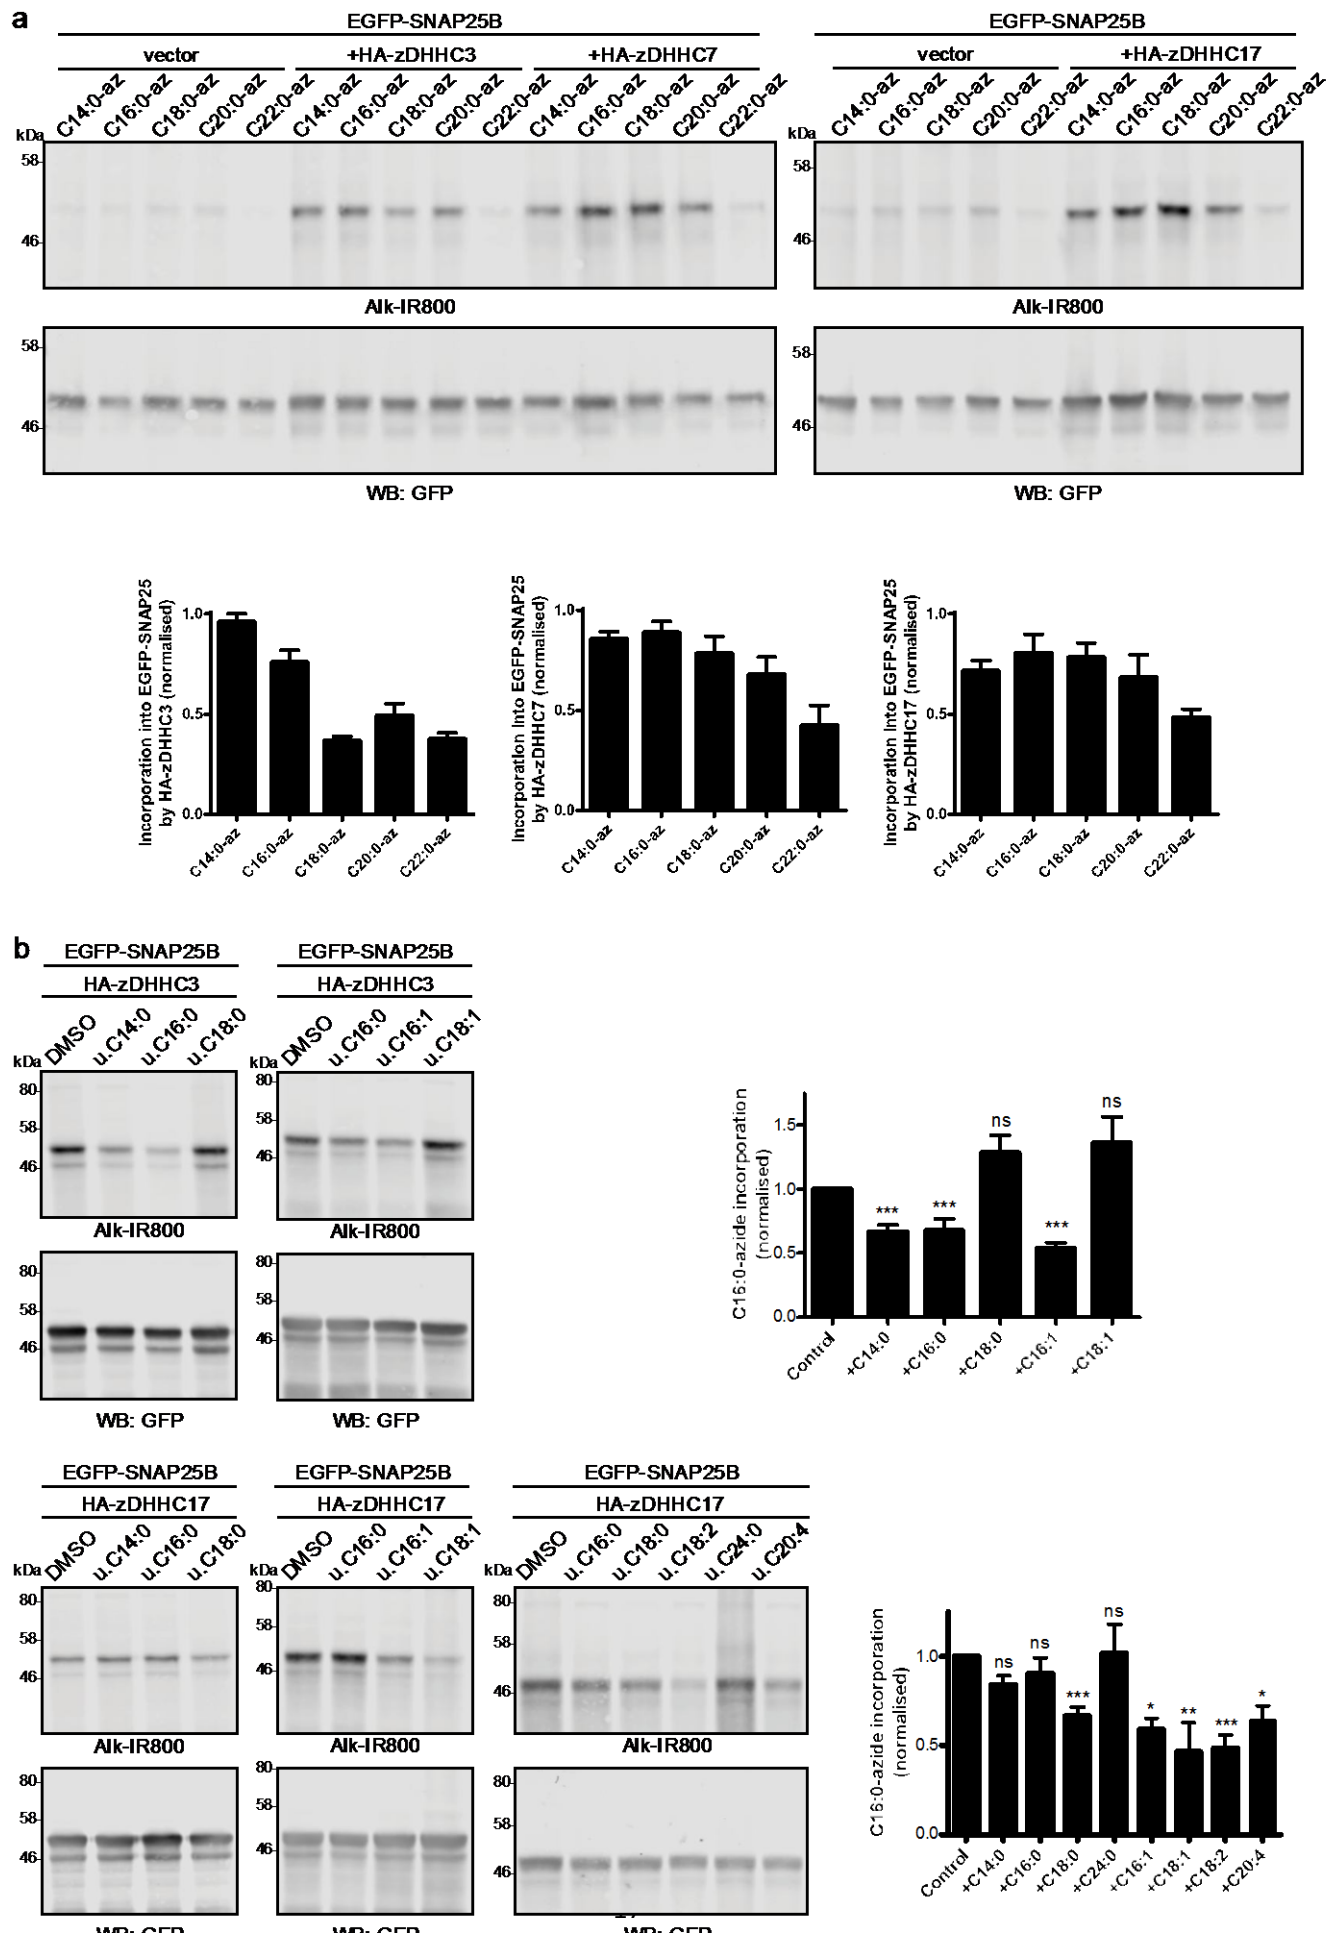 a
EGFP-SNAP25B
vector +HA-zDHHC3 +HA-zDHHC7
C14:0-az C16:0-az C18:0-az C20:0-az C22:0-az C14:0-az C16:0-az C18:0-az C20:0-az C22:0-az C14:0-az C16:0-az C18:0-az C20:0-az C22:0-az
kDa
58
46
Alk-IR800
58
46
WB: GFP
EGFP-SNAP25B
vector +HA-zDHHC17
C14:0-az C16:0-az C18:0-az C20:0-az C22:0-az C14:0-az C16:0-az C18:0-az C20:0-az C22:0-az
kDa
58
46
Alk-IR800
58
46
WB: GFP
Incorporation into EGFP-SNAP25
by HA-zDHHC3 (normalised)
1.0
0.5
0.0
C14:0-az C16:0-az C18:0-az C20:0-az C22:0-az
Incorporation into EGFP-SNAP25
by HA-zDHHC7 (normalised)
1.0
0.5
0.0
C14:0-az C16:0-az C18:0-az C20:0-az C22:0-az
Incorporation into EGFP-SNAP25
by HA-zDHHC17 (normalised)
1.0
0.5
0.0
C14:0-az C16:0-az C18:0-az C20:0-az C22:0-az
b
EGFP-SNAP25B
HA-zDHHC3
DMSO u.C14:0 u.C16:0 u.C18:0
kDa
80
58
46
Alk-IR800
80
58
46
WB: GFP
EGFP-SNAP25B
HA-zDHHC3
DMSO u.C16:0 u.C16:1 u.C18:1
kDa
80
58
46
Alk-IR800
80
58
46
WB: GFP
C16:0-azide incorporation
(normalised)
1.5
1.0
0.5
0.0
*** *** ns *** ns
Control +C14:0 +C16:0 +C18:0 +C16:1 +C18:1
EGFP-SNAP25B
HA-zDHHC17
DMSO u.C14:0 u.C16:0 u.C18:0
kDa
80
58
46
Alk-IR800
80
58
46
WB: GFP
EGFP-SNAP25B
HA-zDHHC17
DMSO u.C16:0 u.C16:1 u.C18:1
kDa
80
58
46
Alk-IR800
80
58
46
WB: GFP
EGFP-SNAP25B
HA-zDHHC17
DMSO u.C16:0 u.C18:0 u.C18:2 u.C24:0 u.C20:4
kDa
80
58
46
Alk-IR800
80
58
46
WB: GFP
C16:0-azide incorporation
(normalised)
1.0
0.5
0.0
ns ns *** ns * ** *** *
Control +C14:0 +C16:0 +C18:0 +C24:0 +C16:1 +C18:1 +C18:2 +C20:4